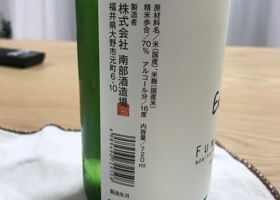 原材料名／米（国産）、米麹（国産米）
精米歩合／70% アルコール分／16度
内容量／720ml
製造者
株式会社 南部酒造場
福井県大野市元町6-10
製造年月
FU
NON-